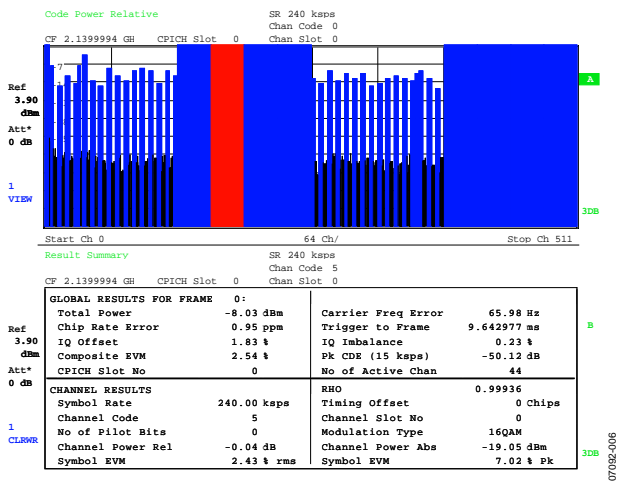 Code Power Relative
SR 240 ksps
Chan Code 0
CF 2.1399994 GH CPICH Slot 0 Chan Slot 0
-7
A
Ref
3.90
dBm
Att*
0 dB
1
VIEW
3DB
Start Ch 0 64 Ch/ Stop Ch 511
Result Summary
SR 240 ksps
Chan Code 5
CF 2.1399994 GH CPICH Slot 0 Chan Slot 0
GLOBAL RESULTS FOR FRAME 0:
Total Power -8.03 dBm Carrier Freq Error 65.98 Hz
Chip Rate Error 0.95 ppm Trigger to Frame 9.642977 ms
IQ Offset 1.83 % IQ Imbalance 0.23 %
Composite EVM 2.54 % Pk CDE (15 ksps) -50.12 dB
CPICH Slot No 0 No of Active Chan 44
CHANNEL RESULTS RHO 0.99936
Symbol Rate 240.00 ksps Timing Offset 0 Chips
Channel Code 5 Channel Slot No 0
No of Pilot Bits 0 Modulation Type 16QAM
Channel Power Rel -0.04 dB Channel Power Abs -19.05 dBm
Symbol EVM 2.43 % rms Symbol EVM 7.02 % Pk
Ref
3.90
dBm
Att*
0 dB
1
CLRWR
B
3DB
07092-006